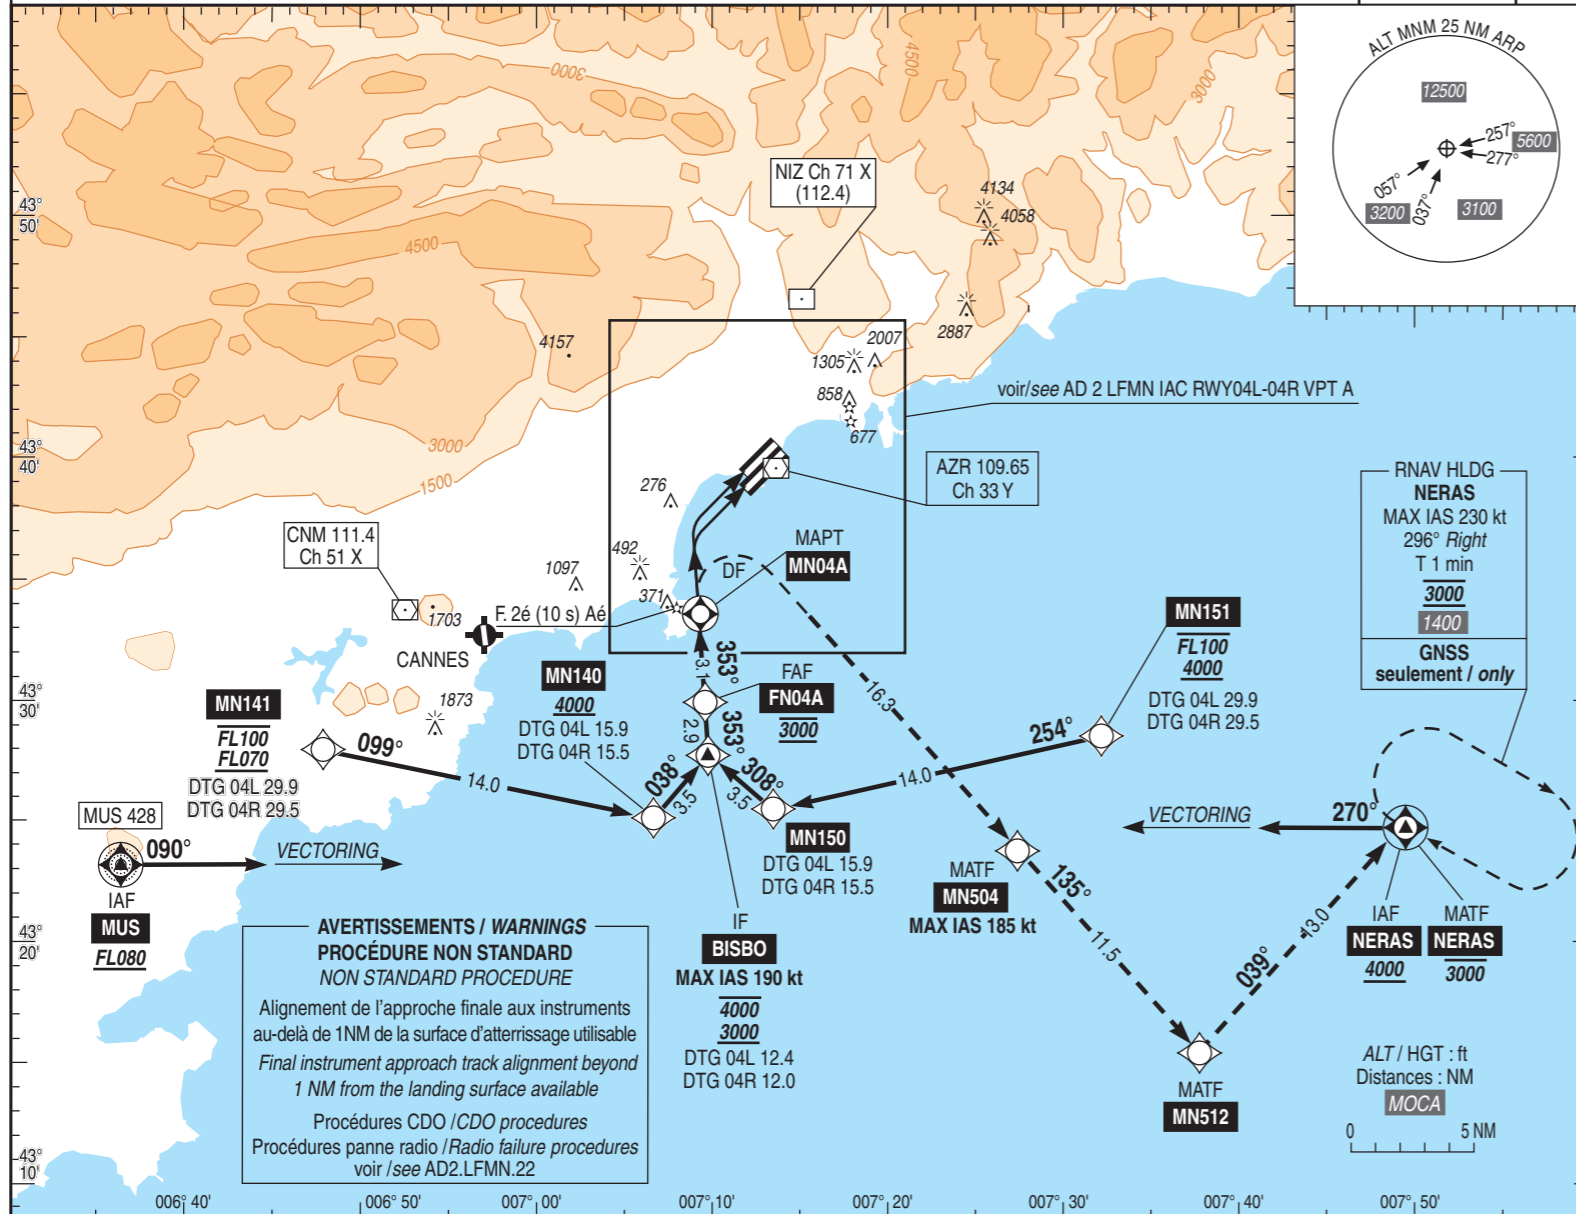 ALT MNM 25 NM ARP
12500
257°
5600
277°
057°
037°
3200
3100
3000
4500
3000
NIZ Ch 71 X
(112.4)
4134
4058
43°
50'
4500
2887
4157
2007
1305
858
677
voir/see AD 2 LFMN IAC RWY04L-04R VPT A
3000
1500
43°
40'
276
AZR 109.65
Ch 33 Y
RNAV HLDG
NERAS
MAX IAS 230 kt
296° Right
T 1 min
3000
1400
GNSS
seulement / only
CNM 111.4
Ch 51 X
1703
1097
492
371
F. 2é (10 s) Aé
CANNES
MAPT
MN04A
DF
MN151
FL100
4000
DTG 04L 29.9
DTG 04R 29.5
43°
30'
MN141
FL100
FL070
DTG 04L 29.9
DTG 04R 29.5
1873
MN140
4000
DTG 04L 15.9
DTG 04R 15.5
3.1
353°
FAF
FN04A
3000
2.9
353°
16.3
254°
14.0
099°
14.0
038°
3.5
308°
3.5
MN150
DTG 04L 15.9
DTG 04R 15.5
MUS 428
090°
VECTORING
IAF
MUS
FL080
VECTORING
270°
MATF
MN504
MAX IAS 185 kt
135°
11.5
039°
13.0
IAF
NERAS
4000
MATF
NERAS
3000
43°
20'
IF
BISBO
MAX IAS 190 kt
4000
3000
DTG 04L 12.4
DTG 04R 12.0
AVERTISSEMENTS / WARNINGS
PROCÉDURE NON STANDARD
NON STANDARD PROCEDURE
Alignement de l'approche finale aux instruments
au-delà de 1NM de la surface d'atterrissage utilisable
Final instrument approach track alignment beyond
1 NM from the landing surface available
Procédures CDO /CDO procedures
Procédures panne radio /Radio failure procedures
voir /see AD2.LFMN.22
MATF
MN512
ALT / HGT : ft
Distances : NM
MOCA
0 5 NM
43°
10'
006° 40'
006° 50'
007° 00'
007° 10'
007° 20'
007° 30'
007° 40'
007° 50'